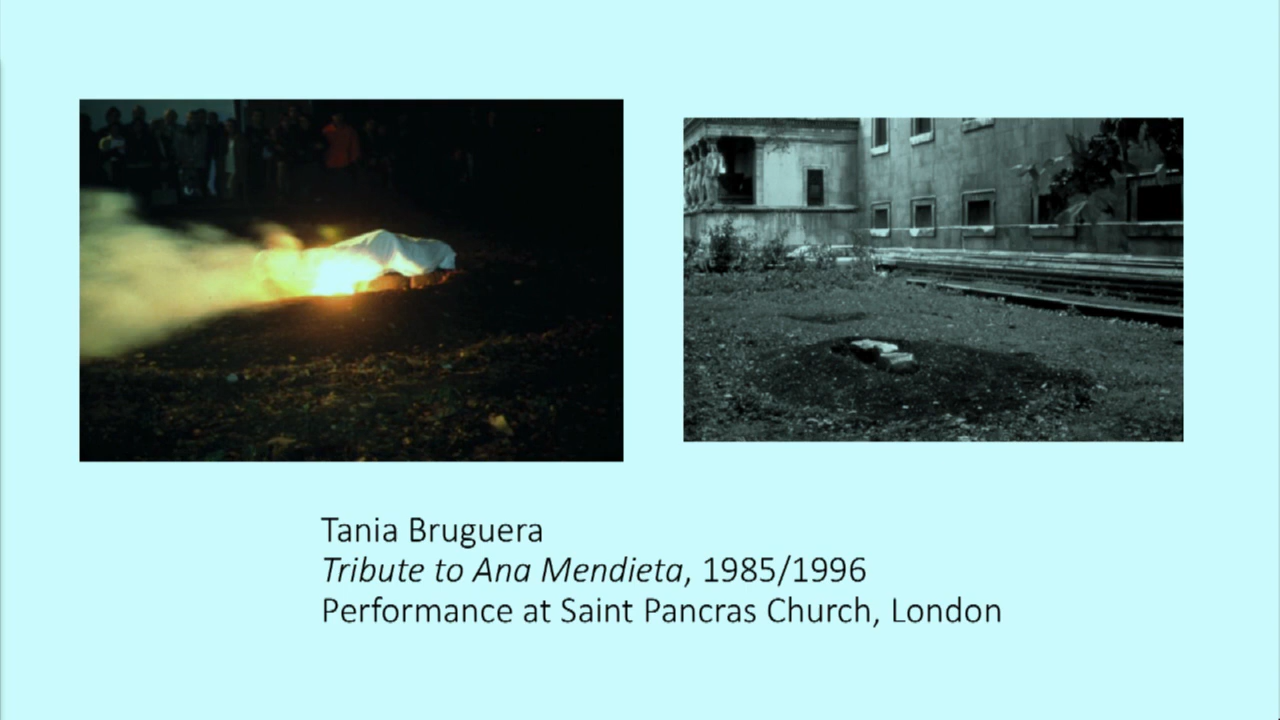 Tania Bruguera
Tribute to Ana Mendieta, 1985/1996
Performance at Saint Pancras Church, London